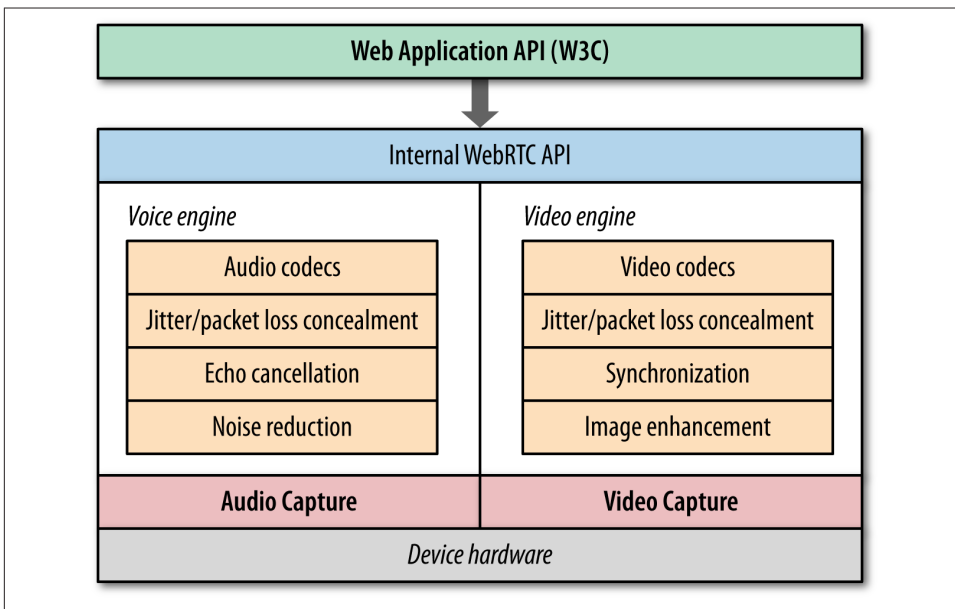 Web Application API (W3C)
Internal WebRTC API
Voice engine
Audio codecs
Jitter/packet loss concealment
Echo cancellation
Noise reduction
Video engine
Video codecs
Jitter/packet loss concealment
Synchronization
Image enhancement
Audio Capture
Video Capture
Device hardware